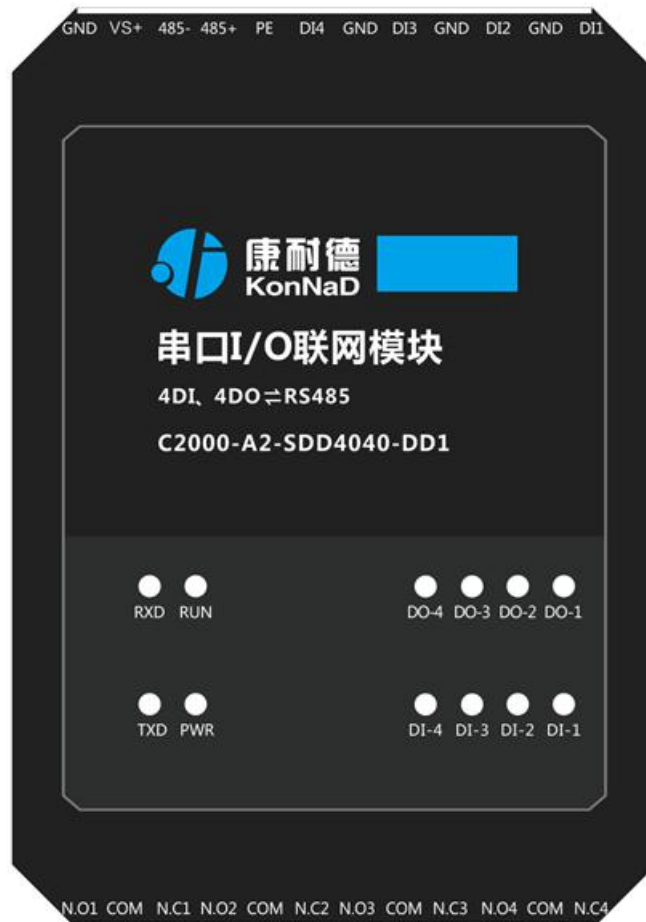 GND VS+ 485- 485+ PE DI4 GND DI3 GND DI2 GND DI1
康耐德
KonNaD
串口I/O联网模块
4DI、4DO⇌RS485
C2000-A2-SDD4040-DD1
RXD RUN DO-4 DO-3 DO-2 DO-1
TXD PWR DI-4 DI-3 DI-2 DI-1
N.O1 COM N.C1 N.O2 COM N.C2 N.O3 COM N.C3 N.O4 COM N.C4